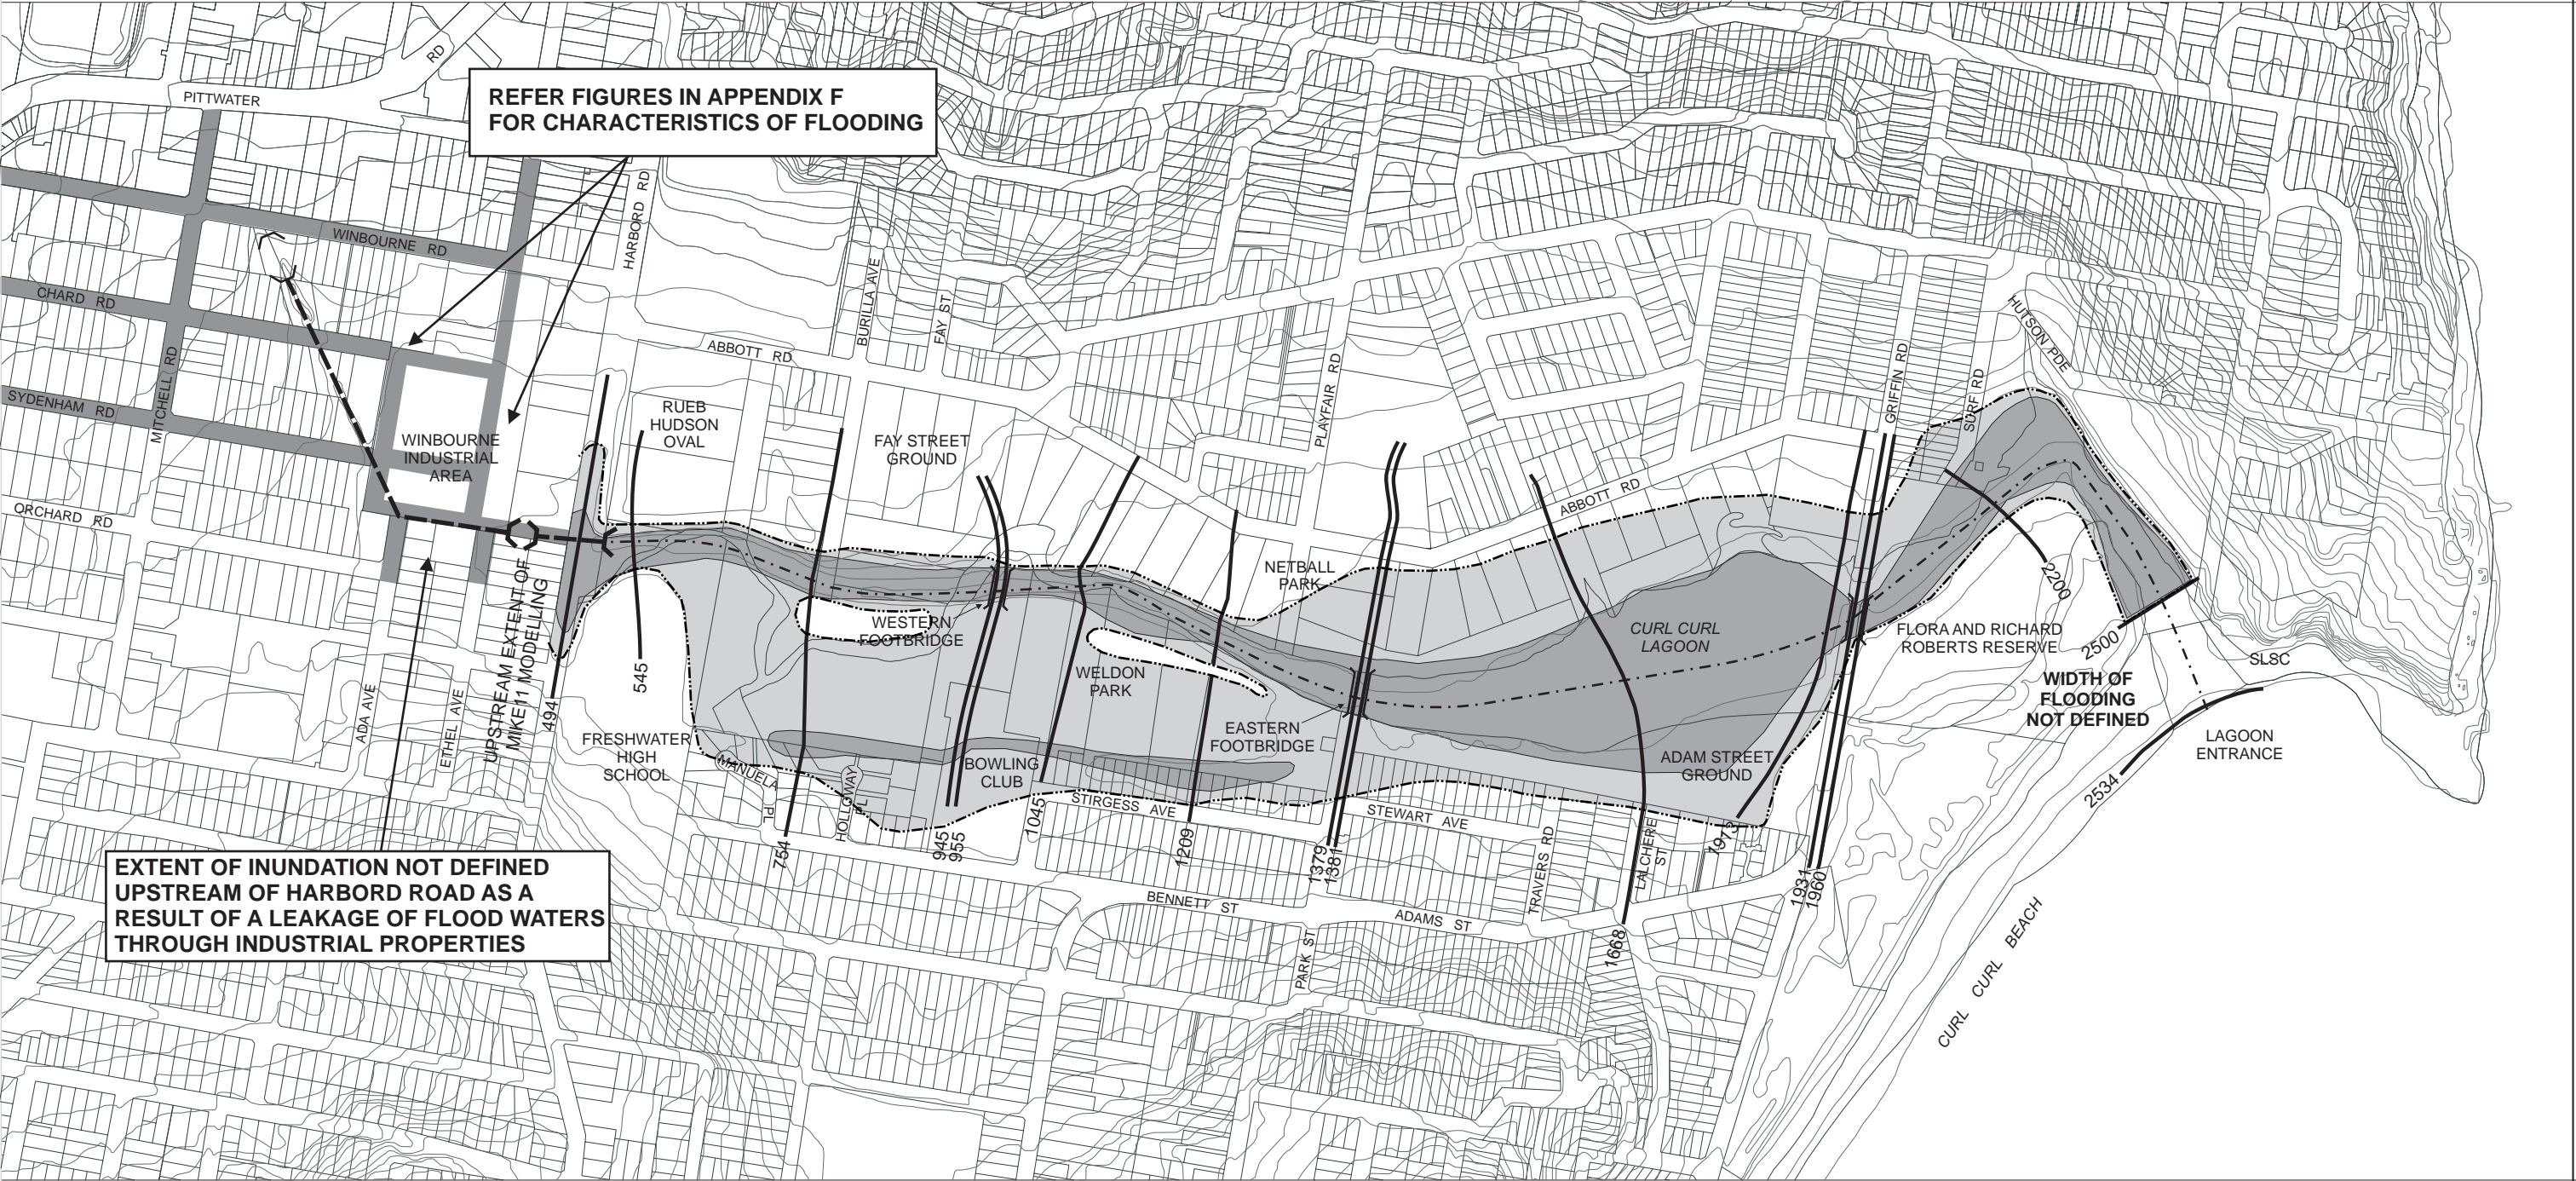 RD
PITTWATER
REFER FIGURES IN APPENDIX F
FOR CHARACTERISTICS OF FLOODING
HARBORD RD
WINBOURNE RD
CHARD RD
MITCHELL RD
SYDENHAM RD
WINBOURNE
INDUSTRIAL
AREA
ORCHARD RD
ABBOTT RD
BURILLA AVE
FAY ST
RUEB
HUDSON
OVAL
FAY STREET
GROUND
PLAYFAIR RD
ABBOTT RD
GRIFFIN RD
SURF RD
HUTSON PDE
NETBALL
PARK
WESTERN
FOOTBRIDGE
WELDON
PARK
EASTERN
FOOTBRIDGE
CURL CURL
LAGOON
ADAM STREET
GROUND
FLORA AND RICHARD
ROBERTS RESERVE
WIDTH OF
FLOODING
NOT DEFINED
SLSC
LAGOON
ENTRANCE
2200
2500
2534
ADA AVE
ETHEL AVE
UPSTREAM EXTENT OF
MIKE11 MODELLING
494
545
FRESHWATER
HIGH
SCHOOL
MANUELA
PL
HOLLOWAY
PL
BOWLING
CLUB
STIRGESS AVE
STEWART AVE
754
945
955
1045
1209
1379
1381
TRAVERS RD
LALCHERE
ST
1668
1913
1931
1960
BENNETT ST
ADAMS ST
PARK ST
CURL CURL BEACH
EXTENT OF INUNDATION NOT DEFINED
UPSTREAM OF HARBORD ROAD AS A
RESULT OF A LEAKAGE OF FLOOD WATERS
THROUGH INDUSTRIAL PROPERTIES